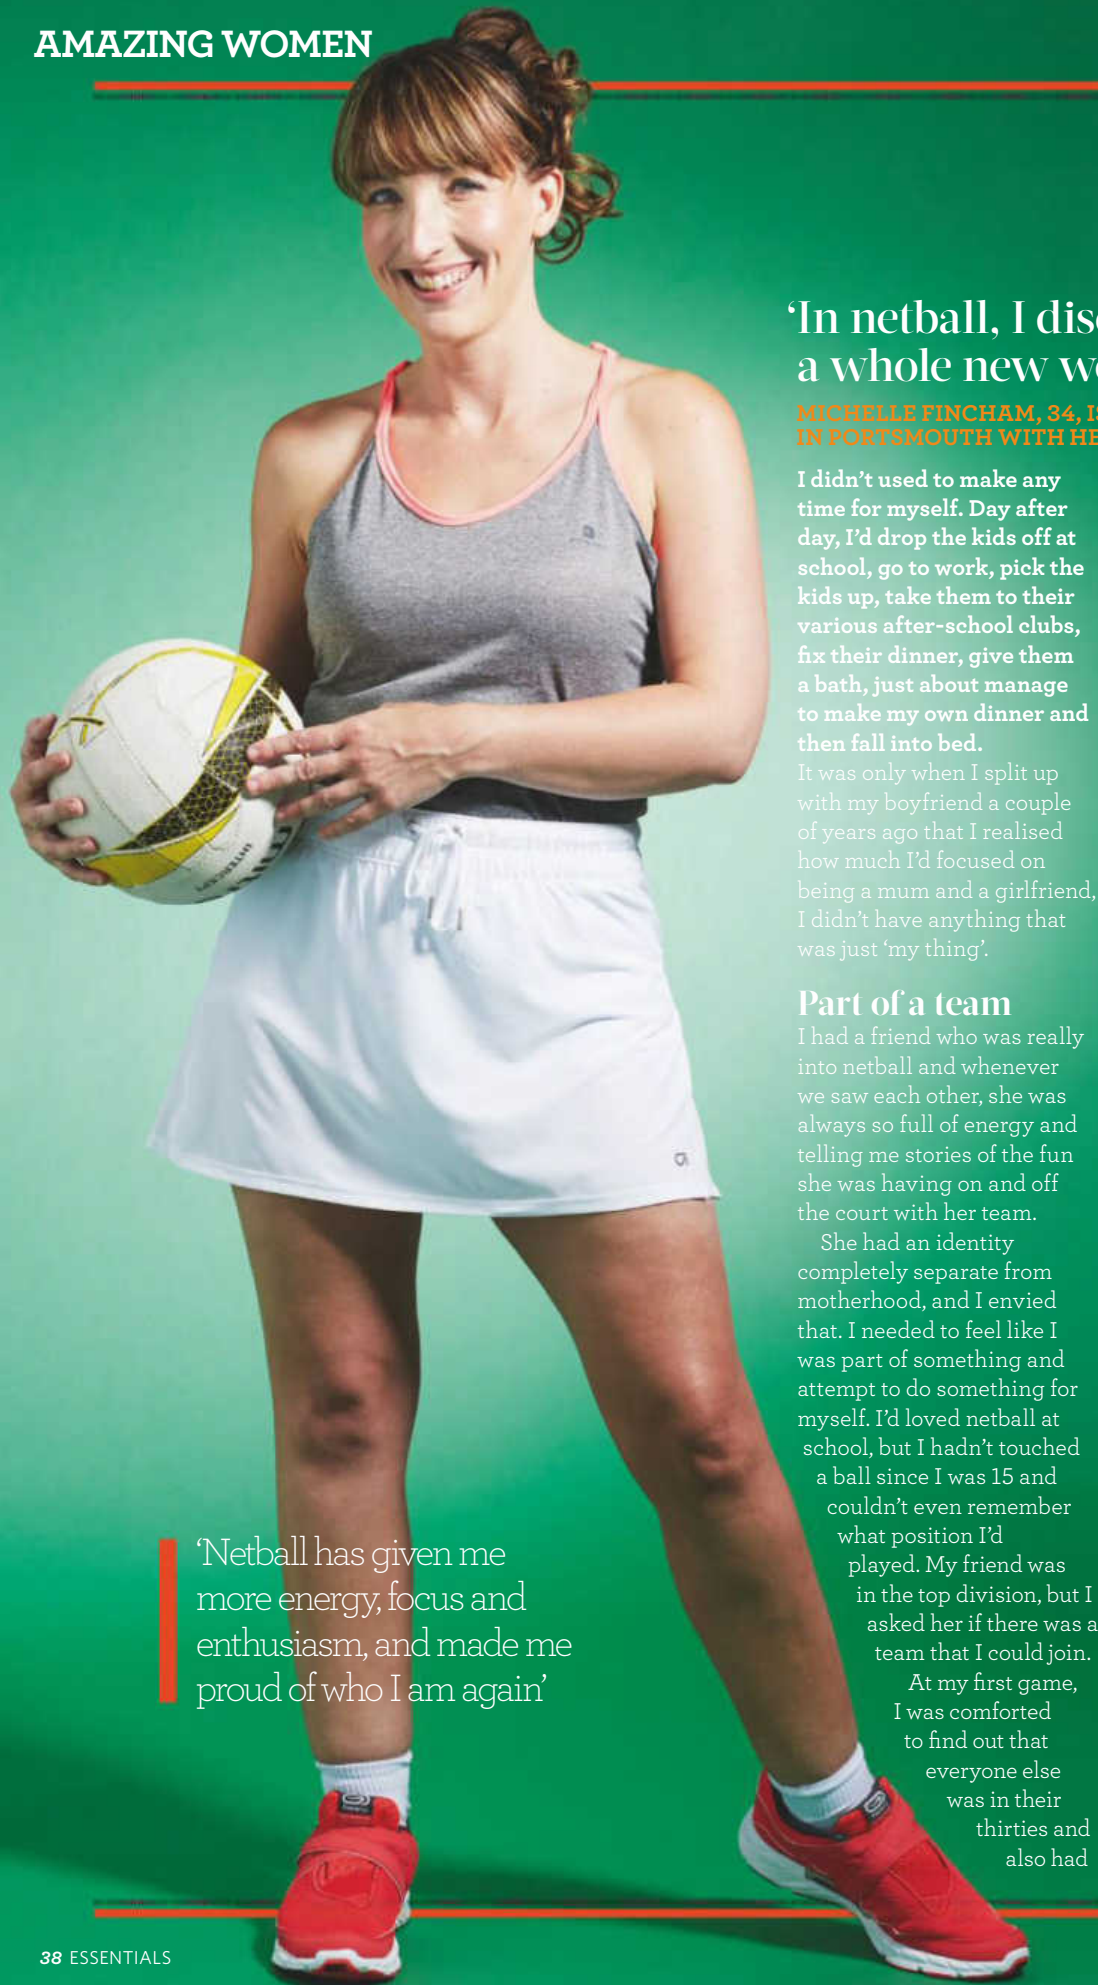 AMAZING WOMEN
‘In netball, I dis
a whole new w
MICHELLE FINCHAM, 34, IS
IN PORTSMOUTH WITH HE
I didn’t used to make any
time for myself. Day after
day, I’d drop the kids off at
school, go to work, pick the
kids up, take them to their
various after-school clubs,
fix their dinner, give them
a bath, just about manage
to make my own dinner and
then fall into bed.
It was only when I split up
with my boyfriend a couple
of years ago that I realised
how much I’d focused on
being a mum and a girlfriend,
I didn’t have anything that
was just ‘my thing’.
Part of a team
I had a friend who was really
into netball and whenever
we saw each other, she was
always so full of energy and
telling me stories of the fun
she was having on and off
the court with her team.
She had an identity
completely separate from
motherhood, and I envied
that. I needed to feel like I
was part of something and
attempt to do something for
myself. I’d loved netball at
school, but I hadn’t touched
a ball since I was 15 and
couldn’t even remember
what position I’d
played. My friend was
in the top division, but I
asked her if there was a
team that I could join.
At my first game,
I was comforted
to find out that
everyone else
was in their
thirties and
also had
‘Netball has given me
more energy, focus and
enthusiasm, and made me
proud of who I am again’
INTERCEPT
38 ESSENTIALS